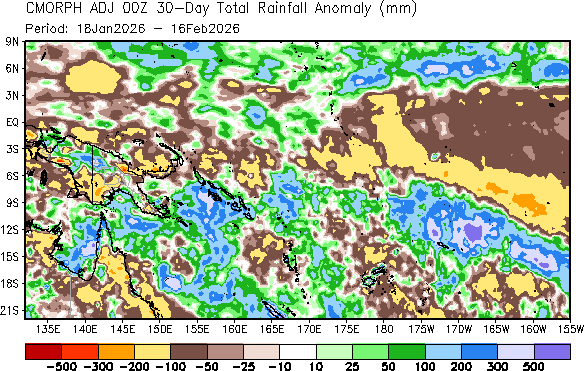 CMORPH ADJ 00Z 30-Day Total Rainfall Anomaly (mm)
Period: 18Jan2026 - 16Feb2026
9N
6N
3N
EQ
3S
6S
9S
12S
15S
18S
21S
135E 140E 145E 150E 155E 160E 165E 170E 175E 180 175W 170W 165W 160W 155W
-500 -300 -200 -100 -50 -25 -10 10 25 50 100 200 300 500